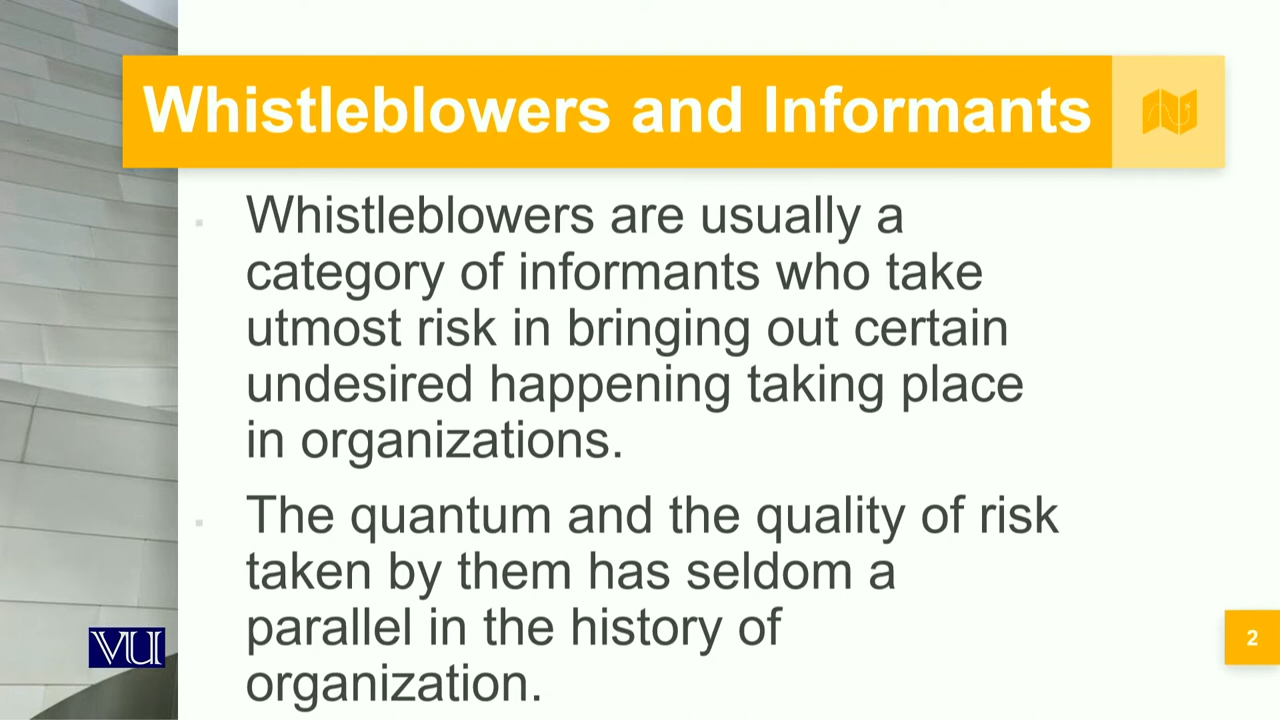 Whistleblowers and Informants
Whistleblowers are usually a
category of informants who take
utmost risk in bringing out certain
undesired happening taking place
in organizations.
The quantum and the quality of risk
taken by them has seldom a
parallel in the history of
organization.
VU
2